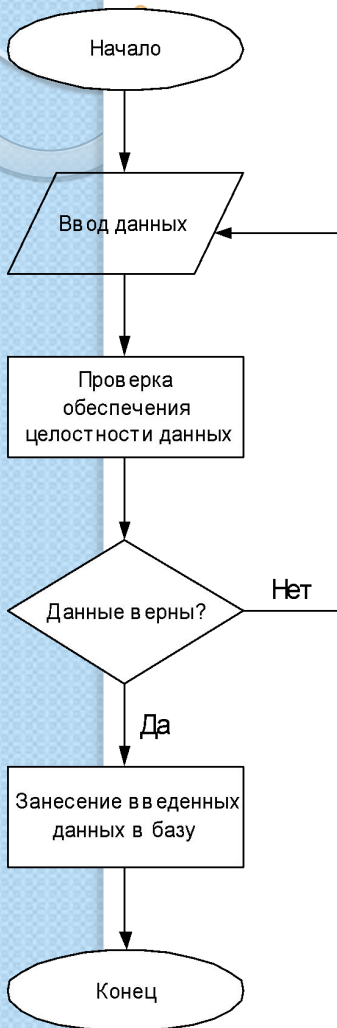 Начало
Ввод данных
Проверка
обеспечения
целостности данных
Данные верны?
Нет
Да
Занесение введенных
данных в базу
Конец